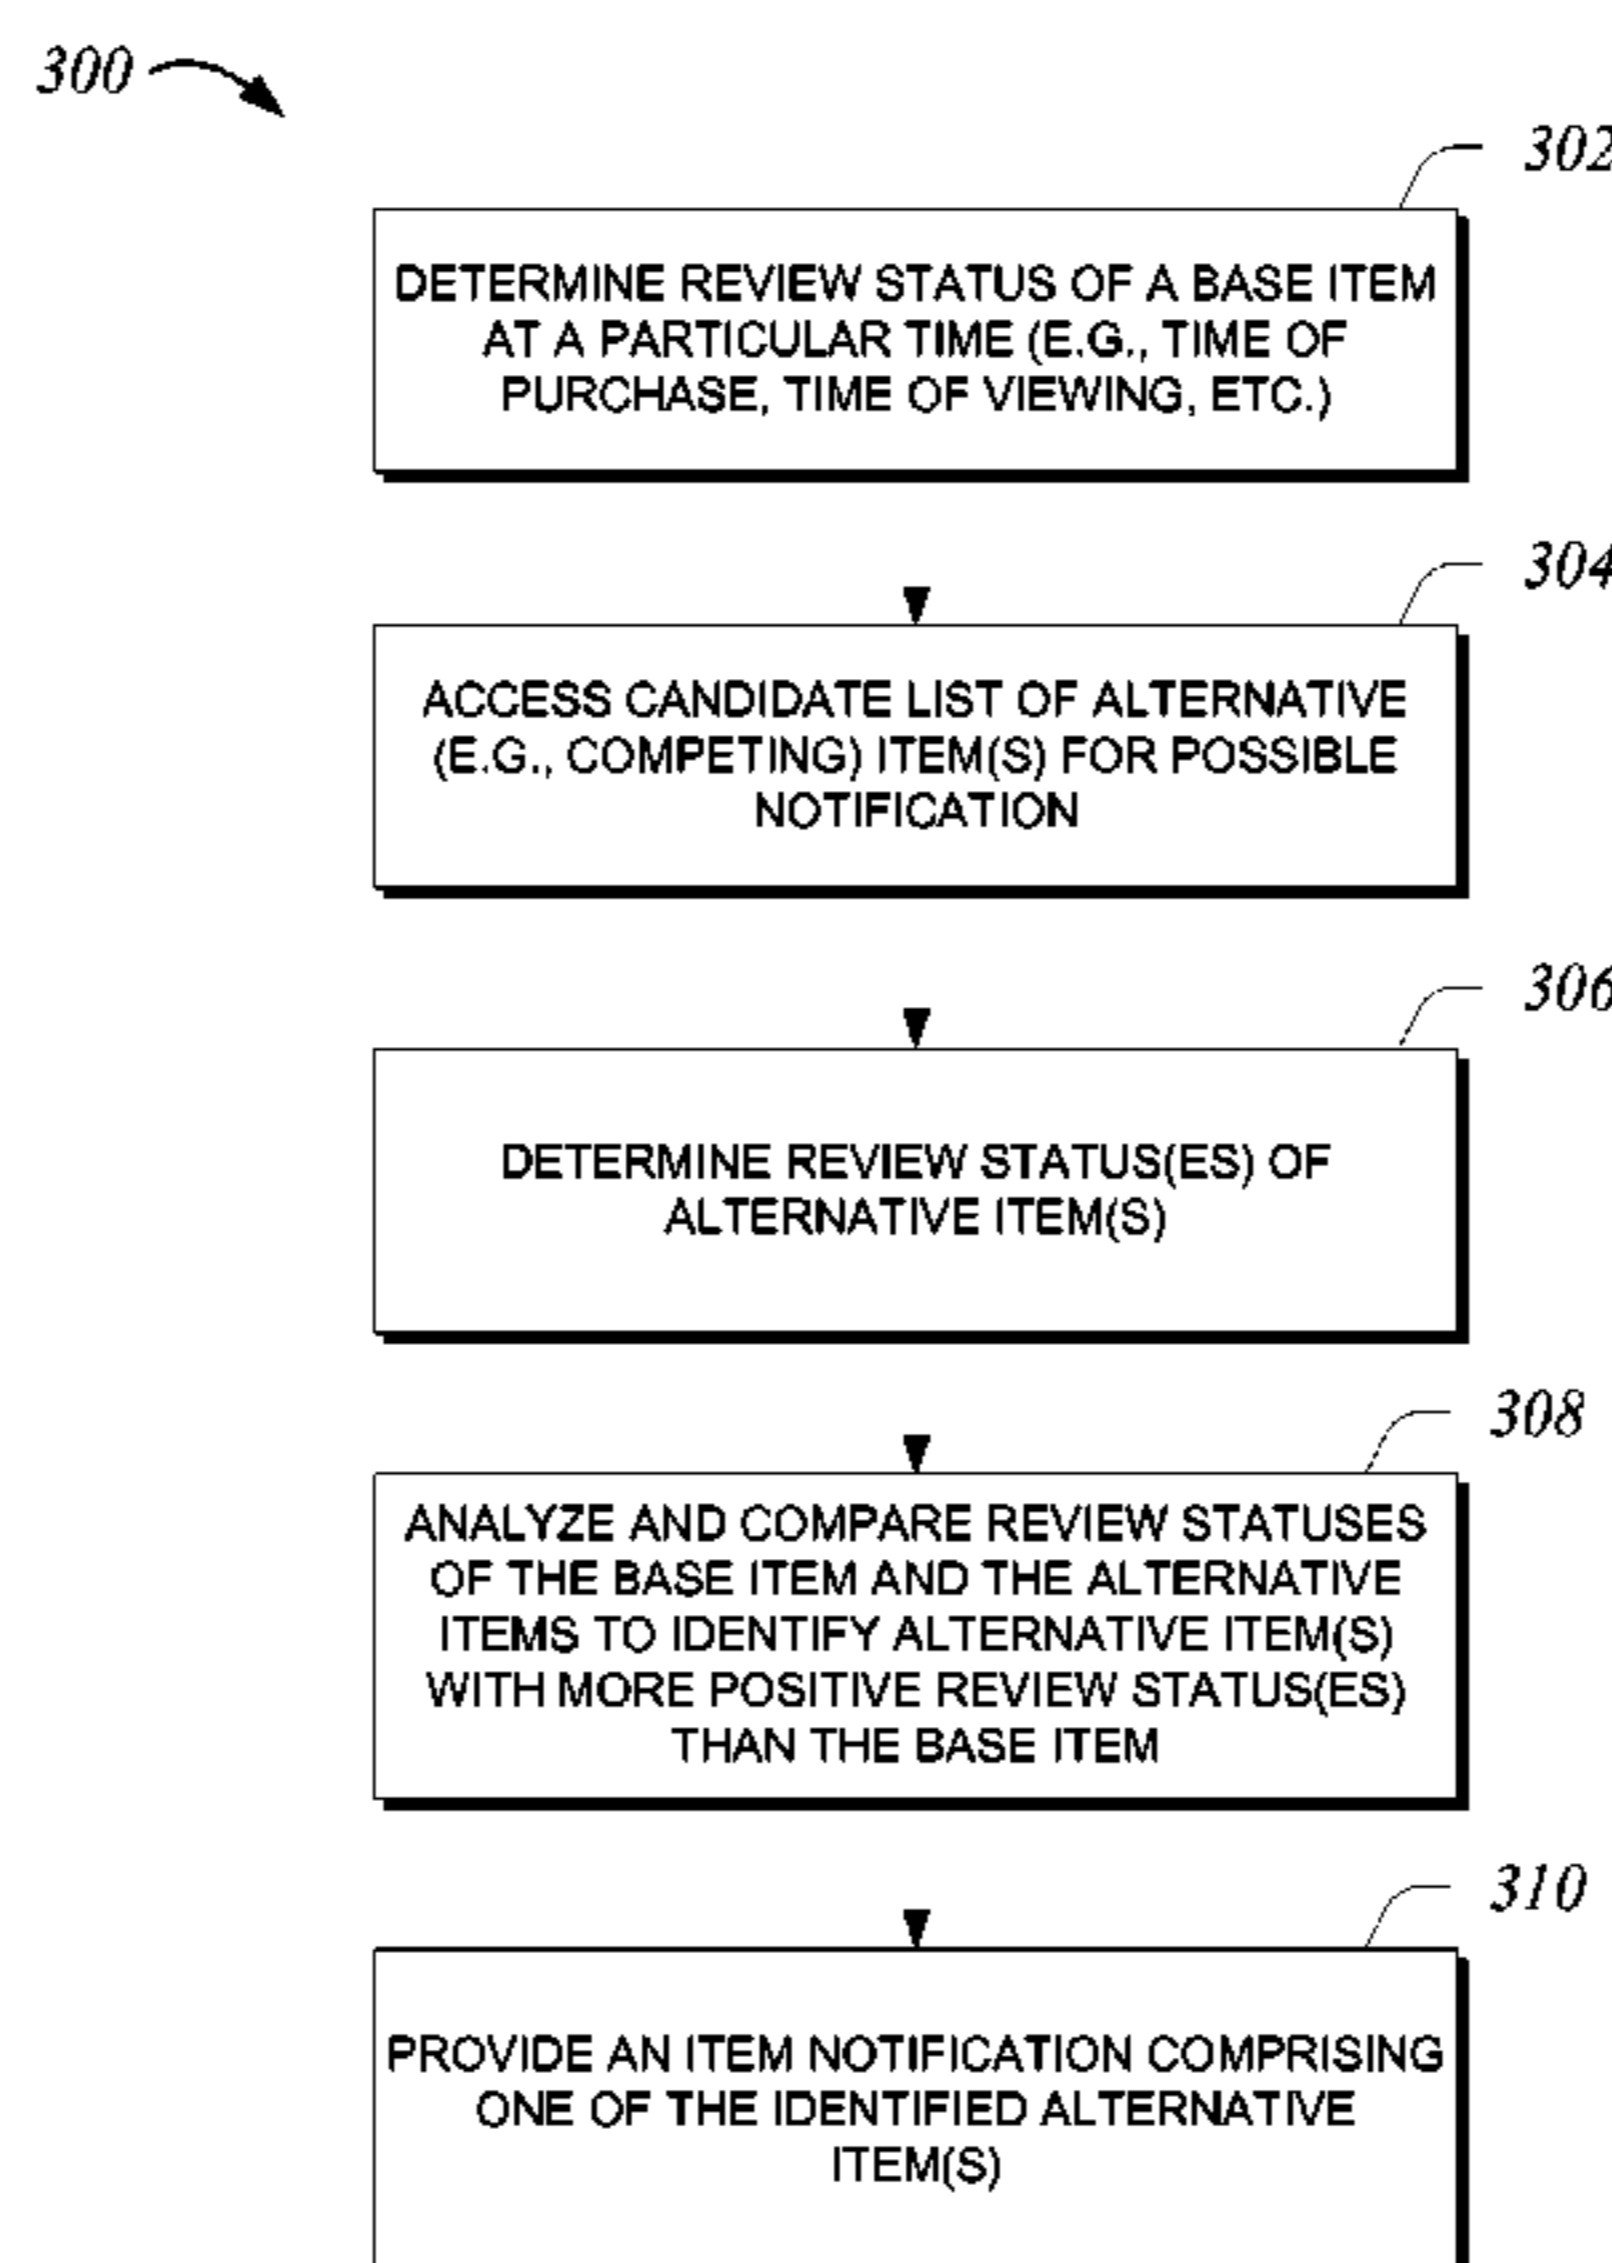 300
302
DETERMINE REVIEW STATUS OF A BASE ITEM
AT A PARTICULAR TIME (E.G., TIME OF
PURCHASE, TIME OF VIEWING, ETC.)
304
ACCESS CANDIDATE LIST OF ALTERNATIVE
(E.G., COMPETING) ITEM(S) FOR POSSIBLE
NOTIFICATION
306
DETERMINE REVIEW STATUS(ES) OF
ALTERNATIVE ITEM(S)
308
ANALYZE AND COMPARE REVIEW STATUSES
OF THE BASE ITEM AND THE ALTERNATIVE
ITEMS TO IDENTIFY ALTERNATIVE ITEM(S)
WITH MORE POSITIVE REVIEW STATUS(ES)
THAN THE BASE ITEM
310
PROVIDE AN ITEM NOTIFICATION COMPRISING
ONE OF THE IDENTIFIED ALTERNATIVE
ITEM(S)